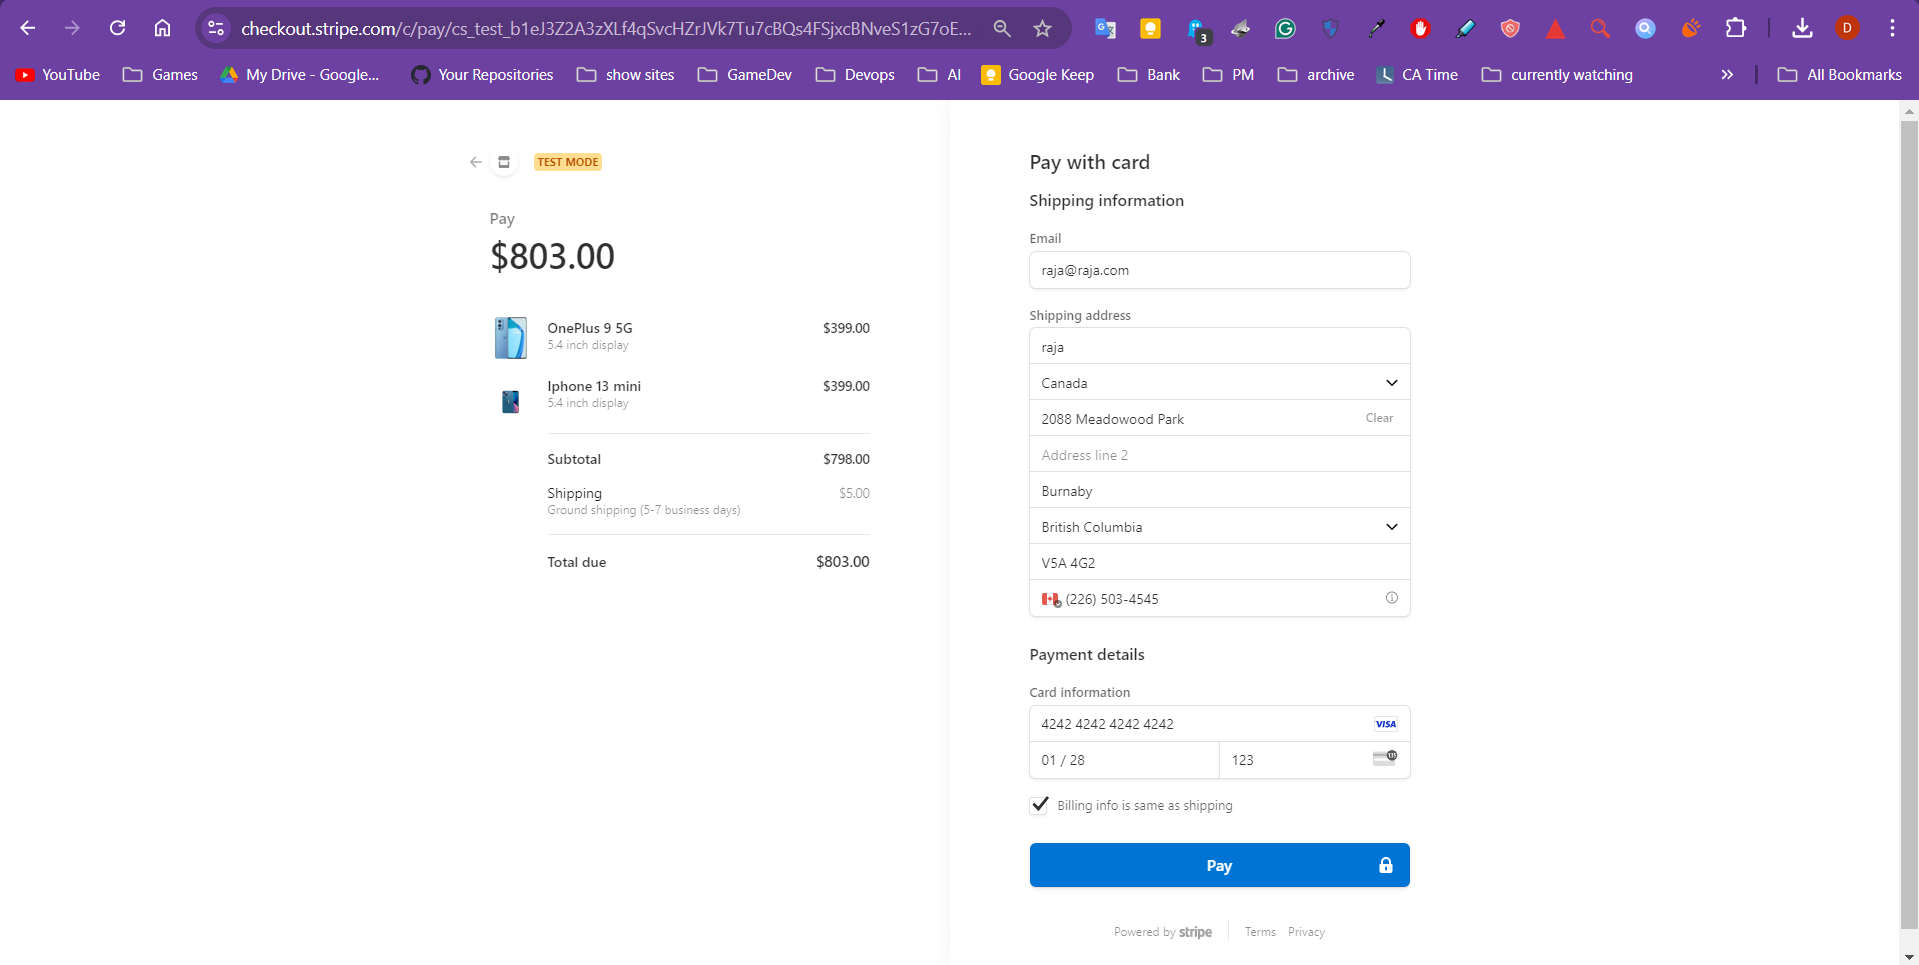 checkout.stripe.com/c/pay/cs_test_b1eJ3Z2A3zXLf4qSvcHZrJVk7Tu7cBQs4FSjxcBNveS1zG7oE...
3
D
YouTube Games My Drive - Google... Your Repositories show sites GameDev Devops AI Google Keep Bank PM archive CA Time currently watching » All Bookmarks
TEST MODE
Pay
$803.00
OnePlus 9 5G $399.00
5.4 inch display
Iphone 13 mini $399.00
5.4 inch display
Subtotal $798.00
Shipping $5.00
Ground shipping (5-7 business days)
Total due $803.00
Pay with card
Shipping information
Email
raja@raja.com
Shipping address
raja
Canada
2088 Meadowood Park Clear
Address line 2
Burnaby
British Columbia
V5A 4G2
(226) 503-4545
Payment details
Card information
4242 4242 4242 4242 VISA
01 / 28 123
Billing info is same as shipping
Pay
Powered by stripe Terms Privacy